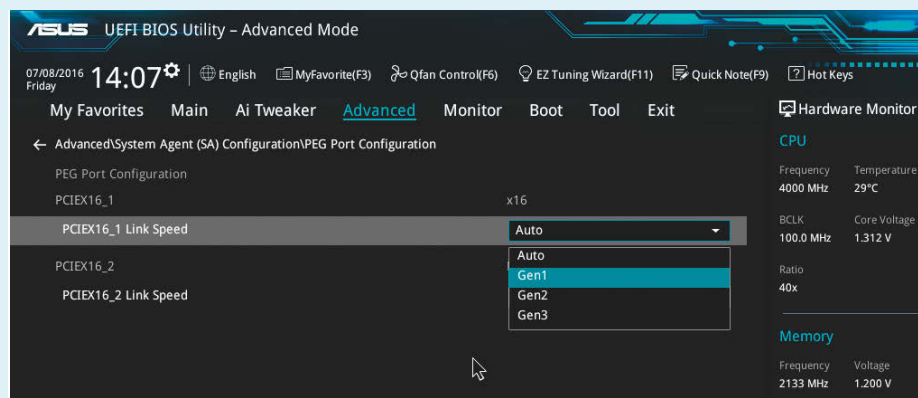 ASUS UEFI BIOS Utility – Advanced Mode
07/08/2016 Friday 14:07 English MyFavorite(F3) Qfan Control(F6) EZ Tuning Wizard(F11) Quick Note(F9) ? Hot Keys
My Favorites Main Ai Tweaker Advanced Monitor Boot Tool Exit
Hardware Monitor
← Advanced\System Agent (SA) Configuration\PEG Port Configuration
PEG Port Configuration
PCIEX16_1 x16
PCIEX16_1 Link Speed Auto
PCIEX16_2
PCIEX16_2 Link Speed
Auto
Gen1
Gen2
Gen3
CPU
Frequency Temperature
4000 MHz 29°C
BCLK Core Voltage
100.0 MHz 1.312 V
Ratio
40x
Memory
Frequency Voltage
2133 MHz 1.200 V